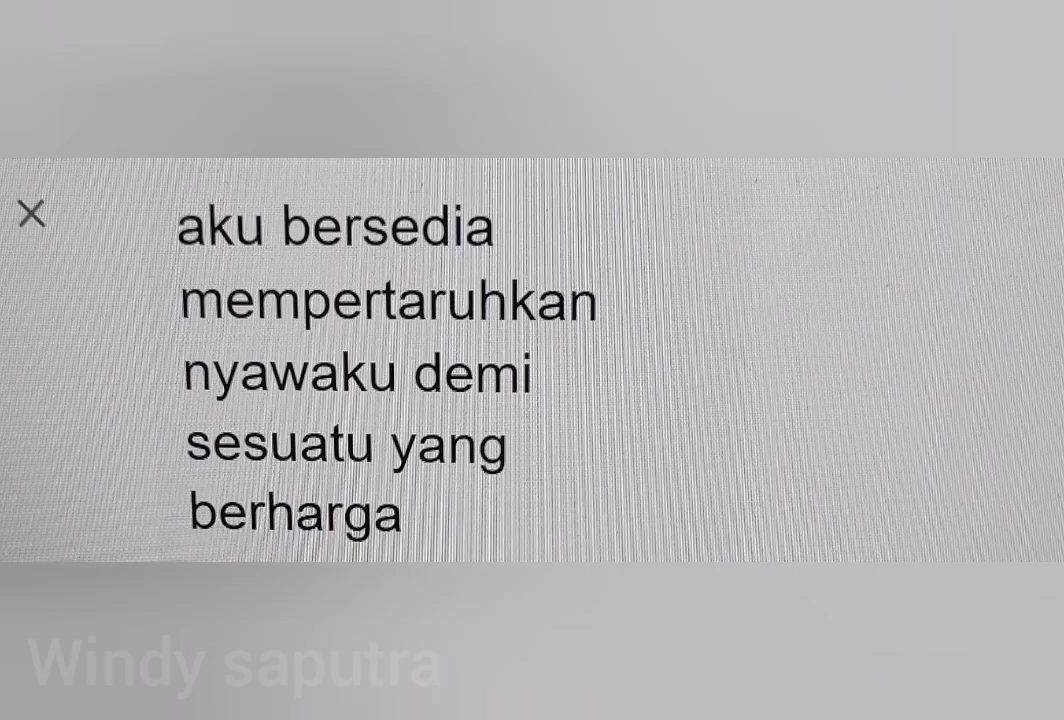 aku bersedia
mempertaruhkan
nyawaku demi
sesuatu yang
berharga
Windy saputra